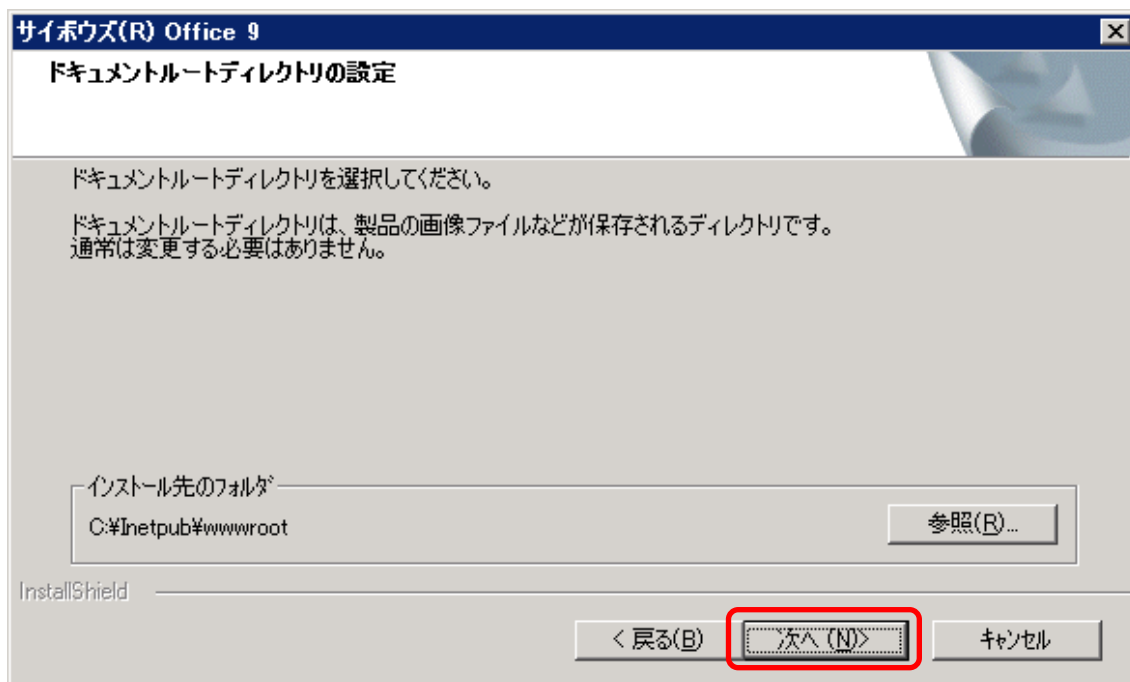 サイボウズ(R) Office 9
ドキュメントルートディレクトリの設定
ドキュメントルートディレクトリを選択してください。
ドキュメントルートディレクトリは、製品の画像ファイルなどが保存されるディレクトリです。
通常は変更する必要はありません。
インストール先のフォルダ
C:¥Inetpub¥wwwroot
参照(R)...
InstallShield
< 戻る(B)
次へ (N)>
キャンセル